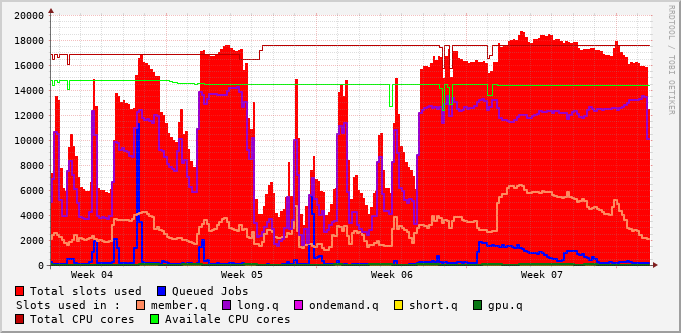 20000
18000
16000
14000
12000
10000
8000
6000
4000
2000
0
Week 04 Week 05 Week 06 Week 07
RRDTOOL / TOBI OETIKER
Total slots used Queued Jobs
Slots used in : member.q long.q ondemand.q short.q gpu.q
Total CPU cores Availale CPU cores